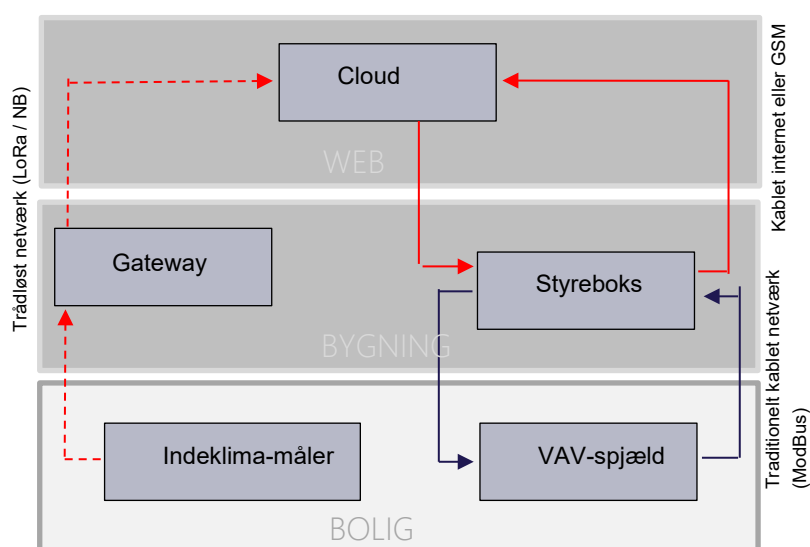 Cloud
WEB
Gateway
Styreboks
BYGNING
Indeklima-måler
VAV-spjæld
BOLIG
Trådløst netværk (LoRa / NB)
Kablet internet eller GSM
Traditionelt kablet netværk
(ModBus)